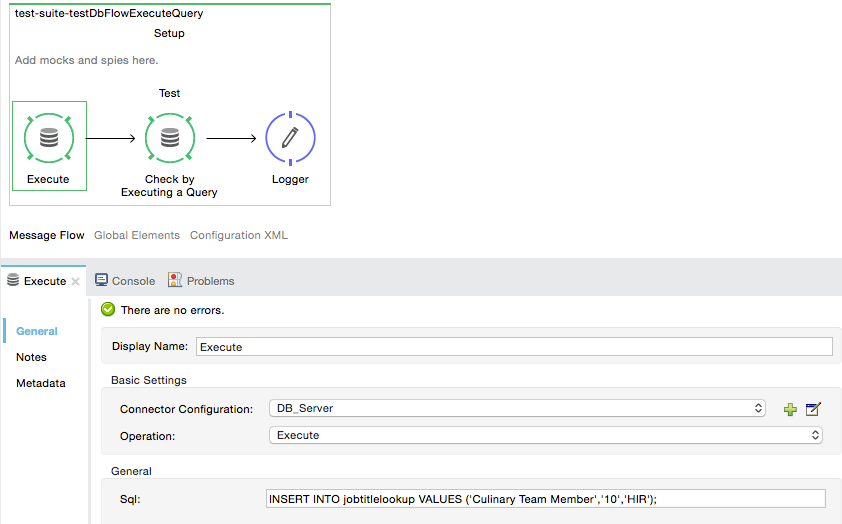 test-suite-testDbFlowExecuteQuery
Setup
Add mocks and spies here.
Test
Execute
Check by
Executing a Query
Logger
Message Flow Global Elements Configuration XML
Execute Console Problems
There are no errors.
General
Notes
Metadata
Display Name: Execute
Basic Settings
Connector Configuration: DB_Server
Operation: Execute
General
Sql: INSERT INTO jobtitlelookup VALUES ('Culinary Team Member','10','HIR');